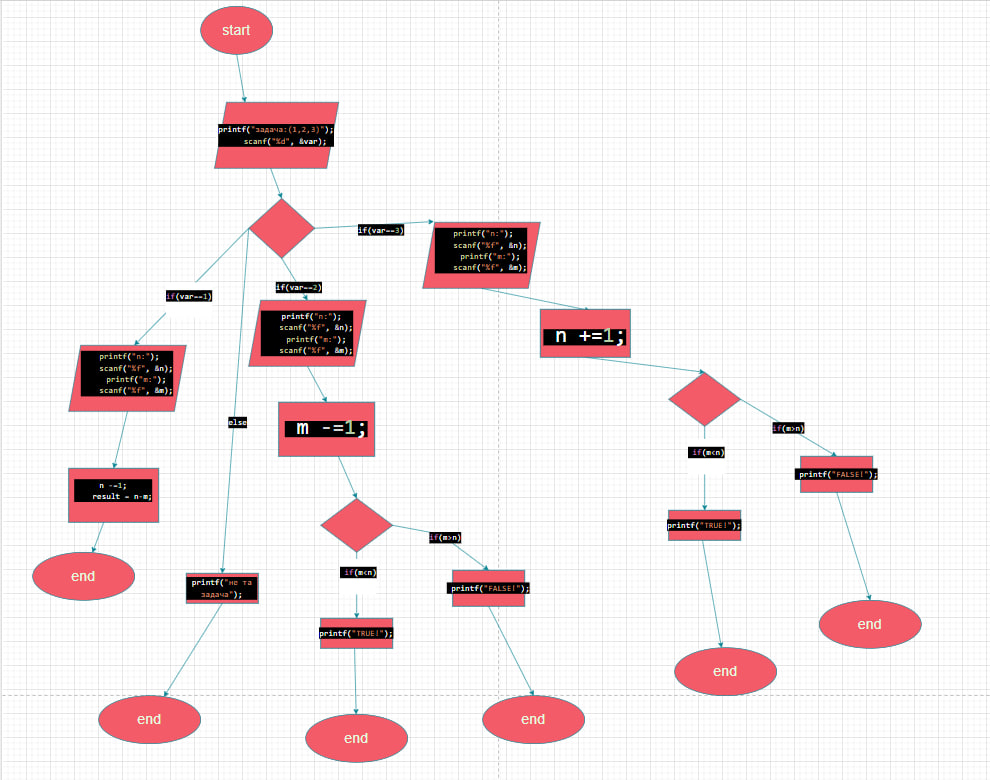 start
printf("задача:(1,2,3)");
scanf("%d", &var);
if(var==3)
printf("n:");
scanf("%f", &n);
printf("m:");
scanf("%f", &m);
if(var==1)
if(var==2)
printf("n:");
scanf("%f", &n);
printf("m:");
scanf("%f", &m);
n +=1;
printf("n:");
scanf("%f", &n);
printf("m:");
scanf("%f", &m);
else
m -=1;
if(m>n)
if(m<n)
printf("FALSE!");
n -=1;
result = n-m;
printf("TRUE!");
if(m>n)
if(m<n)
end
printf("не та
задача");
printf("FALSE!");
printf("TRUE!");
end
end
end
end
end